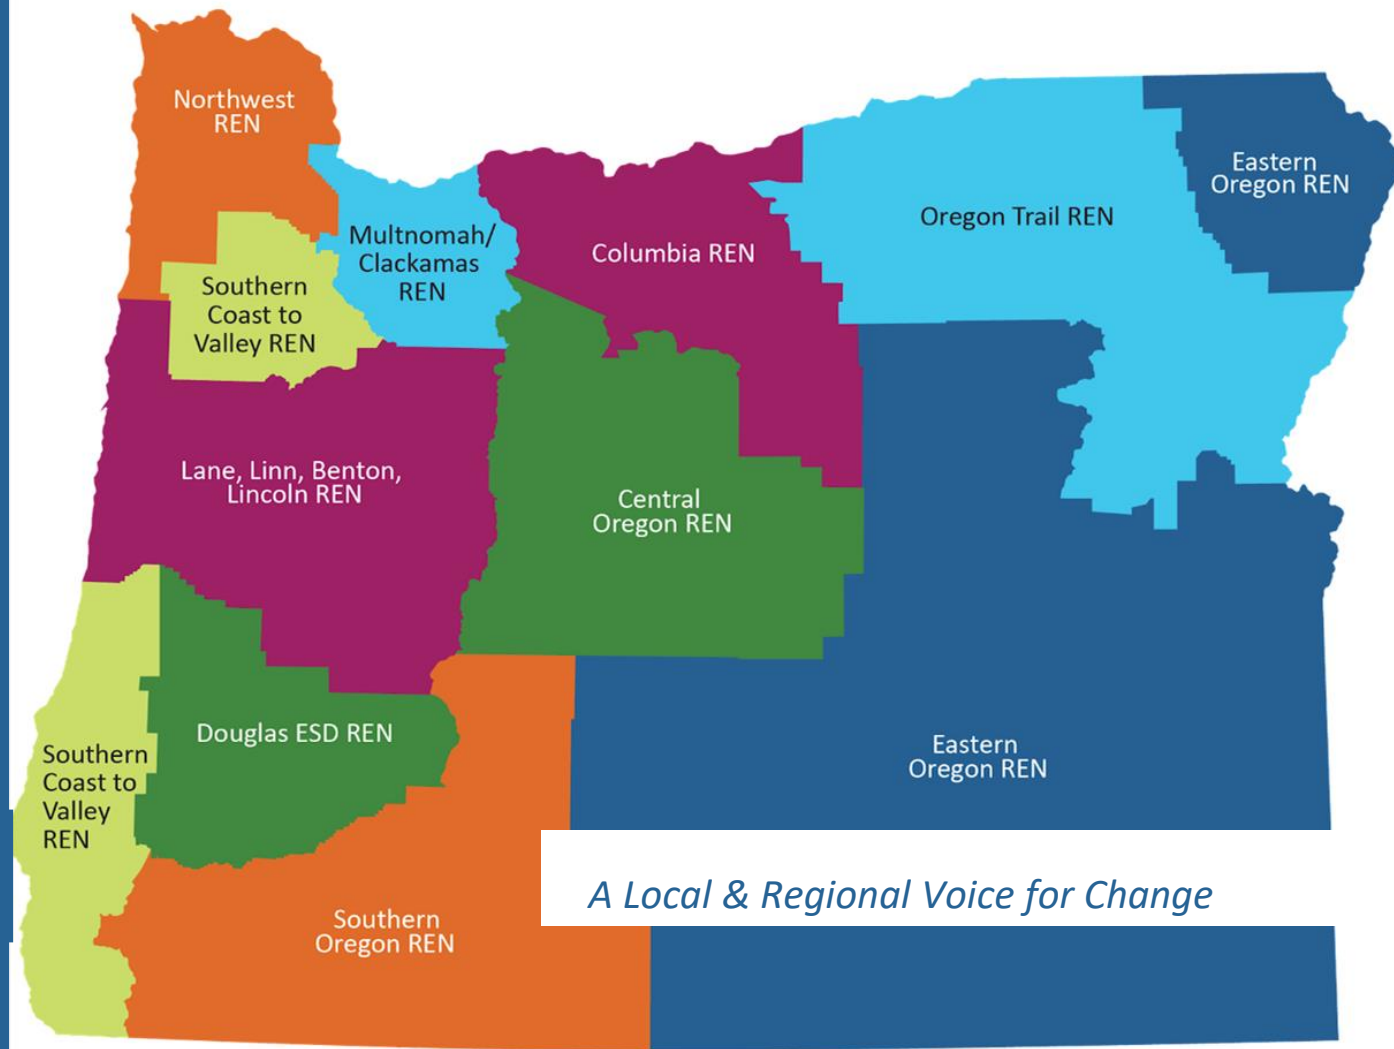 Northwest
REN
Eastern
Oregon REN
Oregon Trail REN
Multnomah/
Clackamas
REN
Columbia REN
Southern
Coast to
Valley REN
Lane, Linn, Benton,
Lincoln REN
Central
Oregon REN
Douglas ESD REN
Southern
Coast to
Valley
REN
Eastern
Oregon REN
A Local & Regional Voice for Change
Southern
Oregon REN